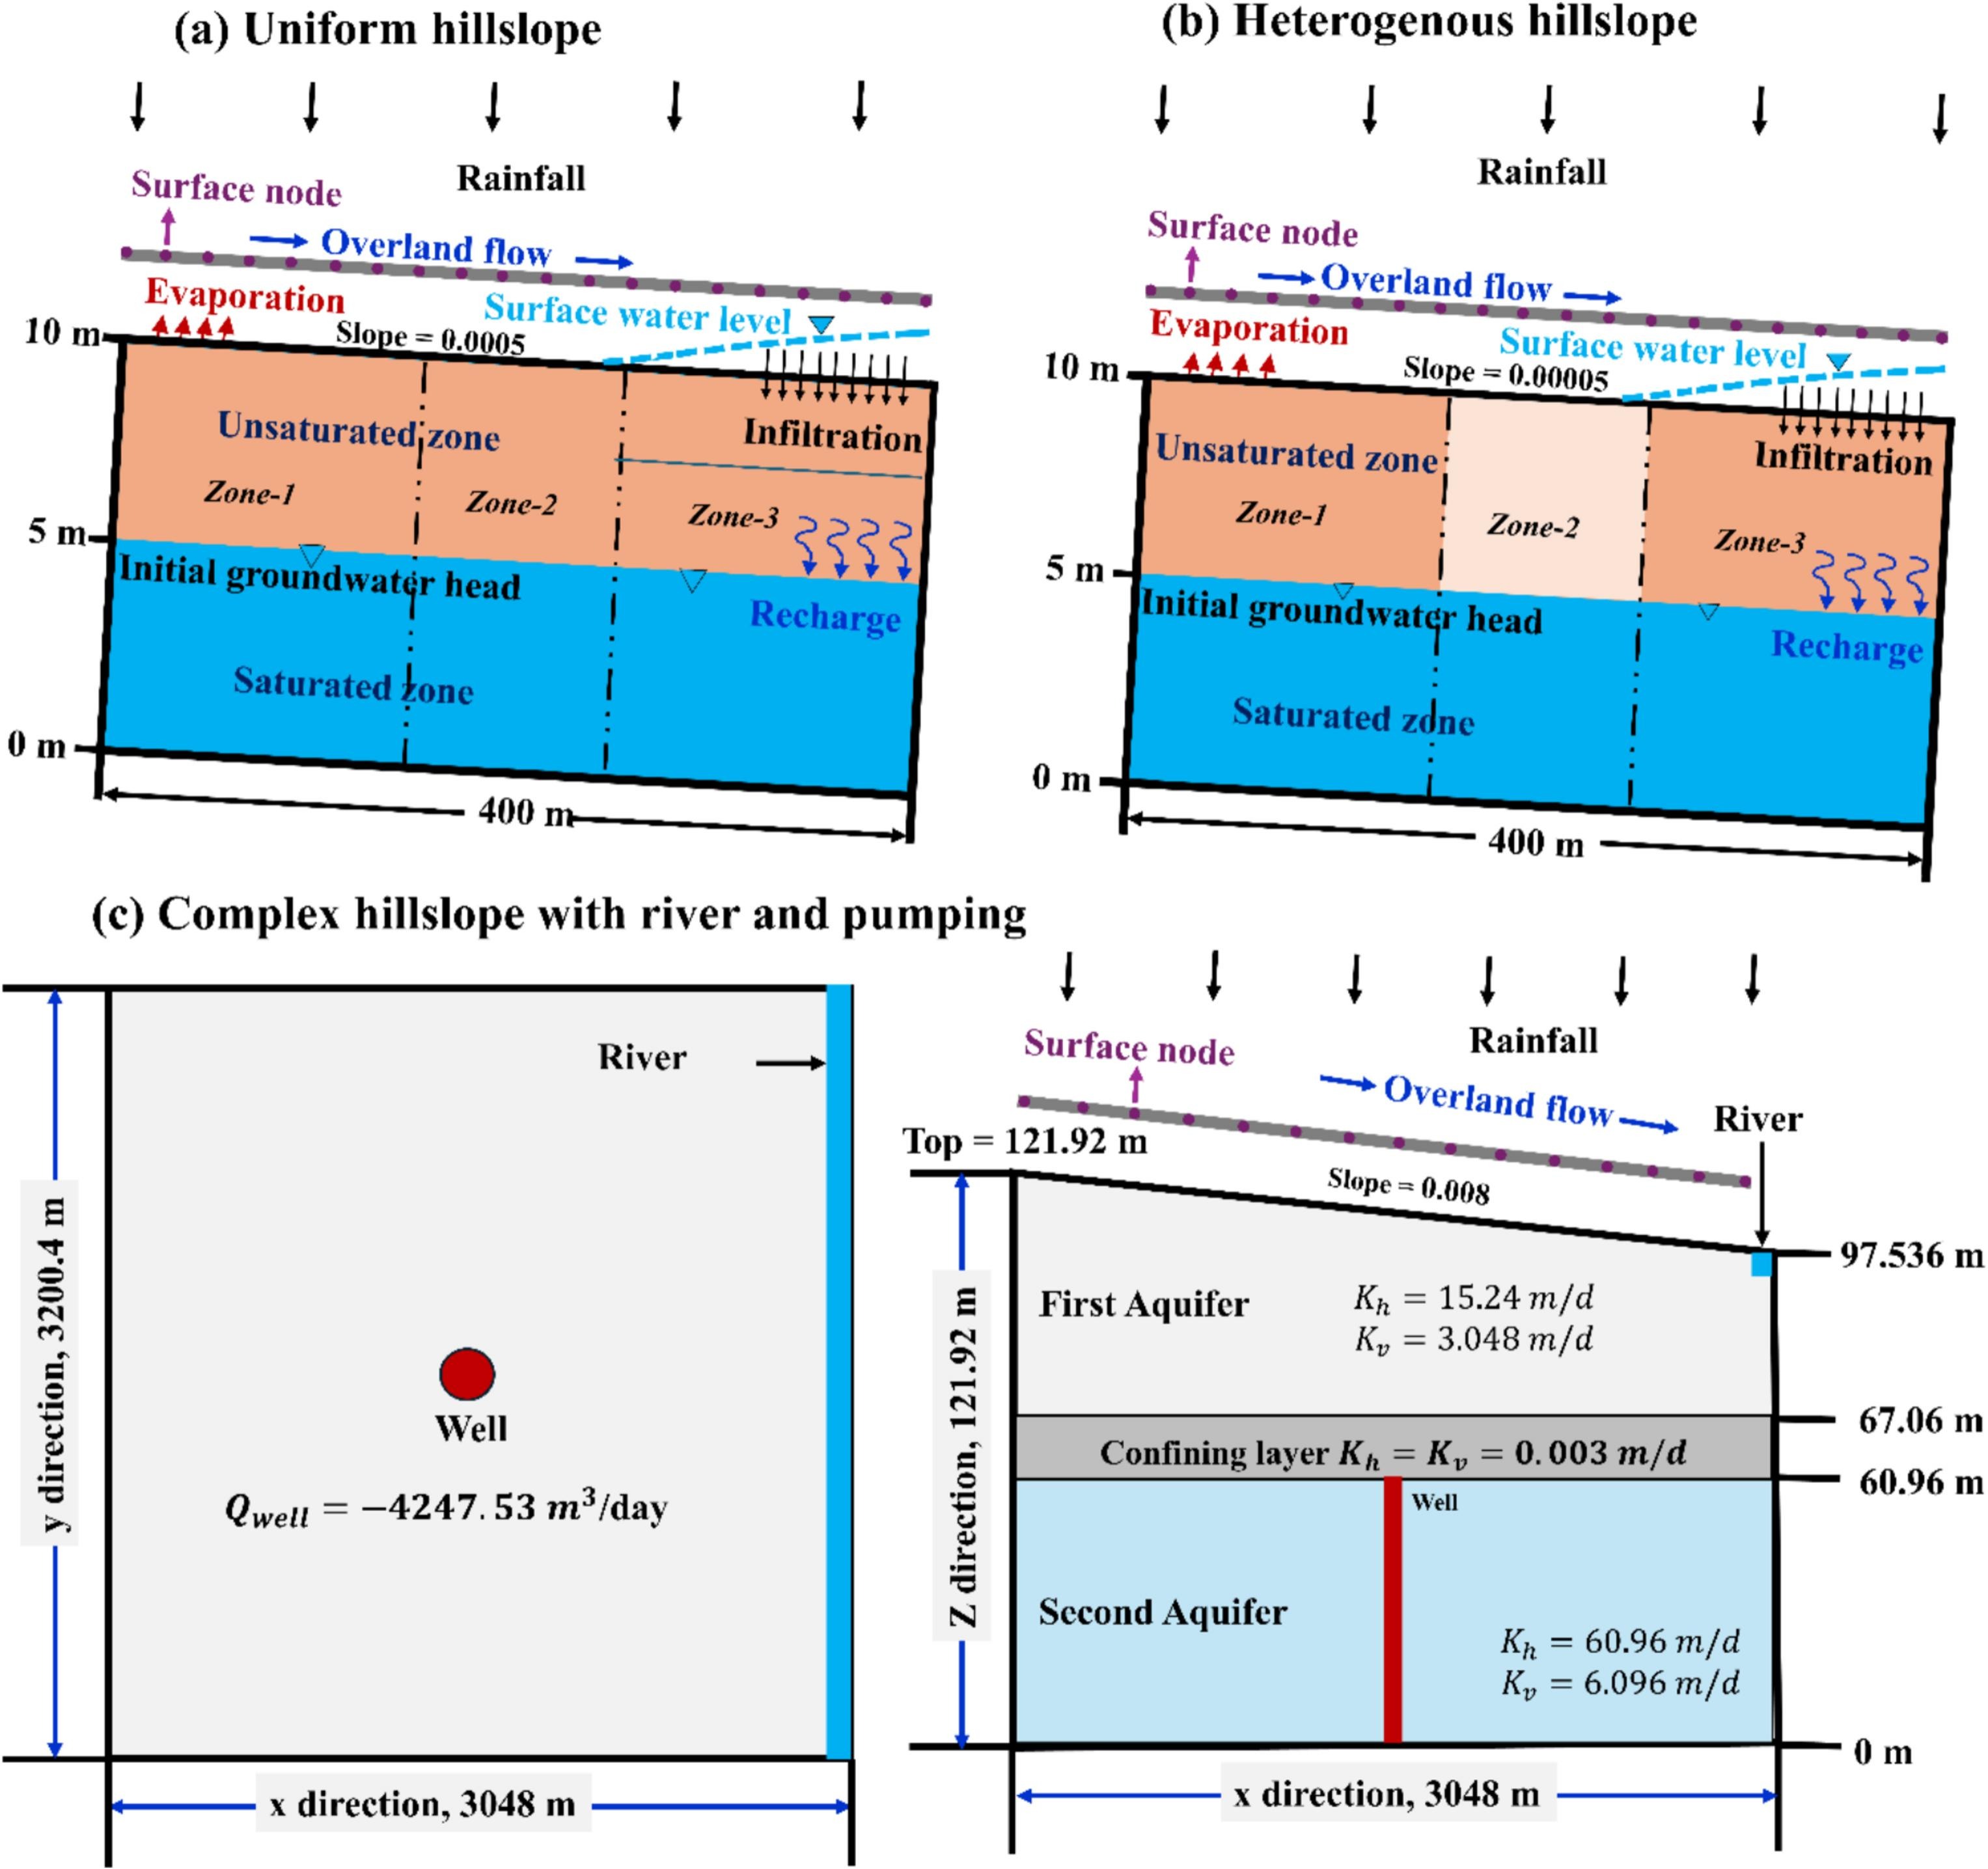 (a) Uniform hillslope
Rainfall
Surface node
Overland flow
Evaporation
Surface water level
10 m
Slope = 0.0005
Unsaturated zone
Infiltration
Zone-1
Zone-2
Zone-3
5 m
Initial groundwater head
Recharge
Saturated zone
0 m
400 m
(b) Heterogenous hillslope
Rainfall
Surface node
Overland flow
Evaporation
Surface water level
10 m
Slope = 0.00005
Unsaturated zone
Infiltration
Zone-1
Zone-2
Zone-3
5 m
Initial groundwater head
Recharge
Saturated zone
0 m
400 m
(c) Complex hillslope with river and pumping
River
y direction, 3200.4 m
Well
Q_well = −4247.53 m³/day
x direction, 3048 m
Rainfall
Surface node
Overland flow
River
Top = 121.92 m
Slope = 0.008
97.536 m
Z direction, 121.92 m
First Aquifer
K_h = 15.24 m/d
K_v = 3.048 m/d
67.06 m
Confining layer K_h = K_v = 0.003 m/d
60.96 m
Well
Second Aquifer
K_h = 60.96 m/d
K_v = 6.096 m/d
0 m
x direction, 3048 m